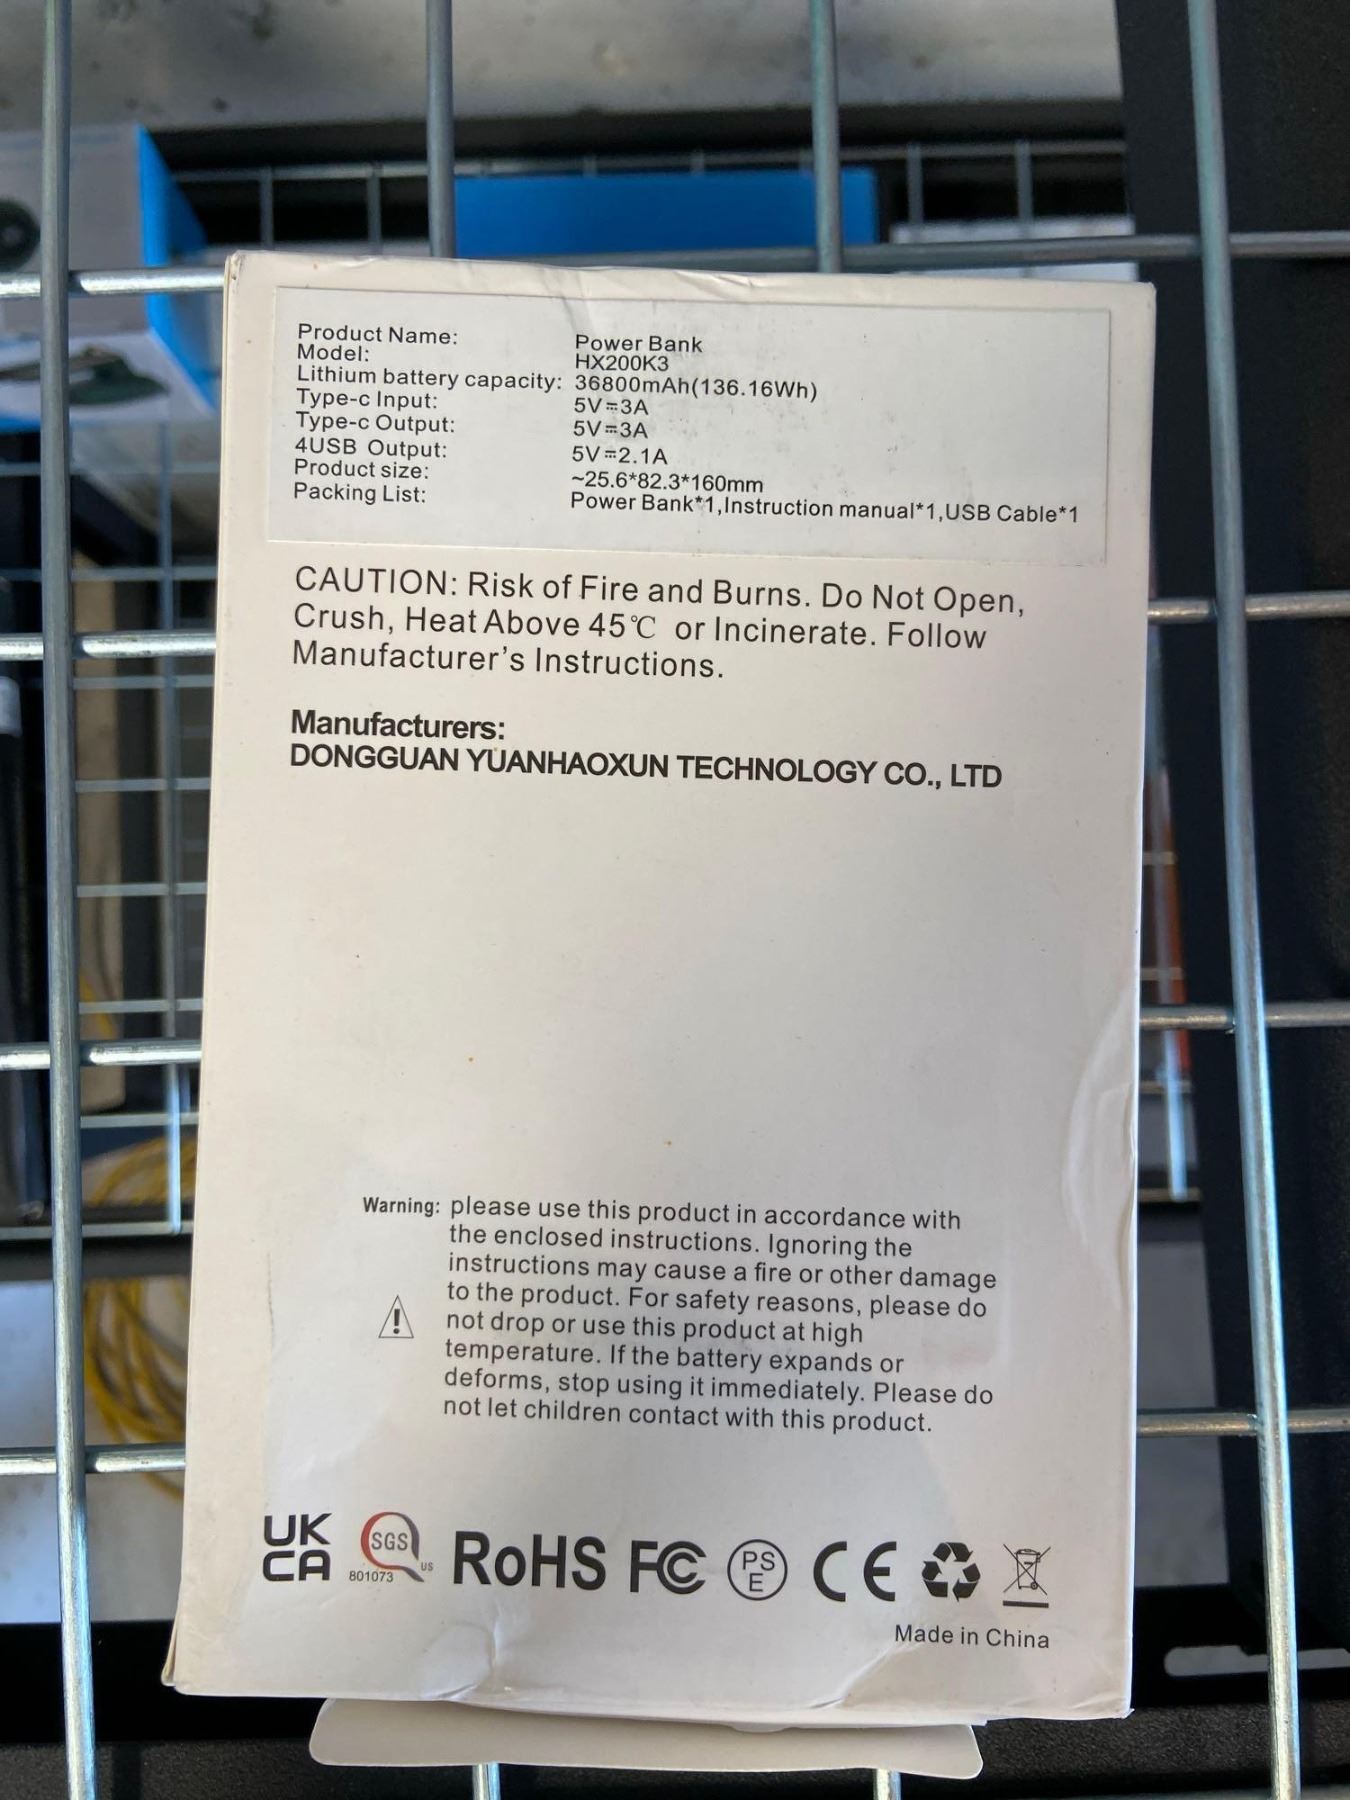 Product Name: Power Bank
Model: HX200K3
Lithium battery capacity: 36800mAh(136.16Wh)
Type-c Input: 5V⎓3A
Type-c Output: 5V⎓3A
4USB Output: 5V⎓2.1A
Product size: ~25.6*82.3*160mm
Packing List: Power Bank*1,Instruction manual*1,USB Cable*1
CAUTION: Risk of Fire and Burns. Do Not Open,
Crush, Heat Above 45℃ or Incinerate. Follow
Manufacturer's Instructions.
Manufacturers:
DONGGUAN YUANHAOXUN TECHNOLOGY CO., LTD
Warning: please use this product in accordance with
the enclosed instructions. Ignoring the
instructions may cause a fire or other damage
to the product. For safety reasons, please do
not drop or use this product at high
temperature. If the battery expands or
deforms, stop using it immediately. Please do
not let children contact with this product.
UK
CA
SGS
US
801073
RoHS FC PS
E
CE
Made in China